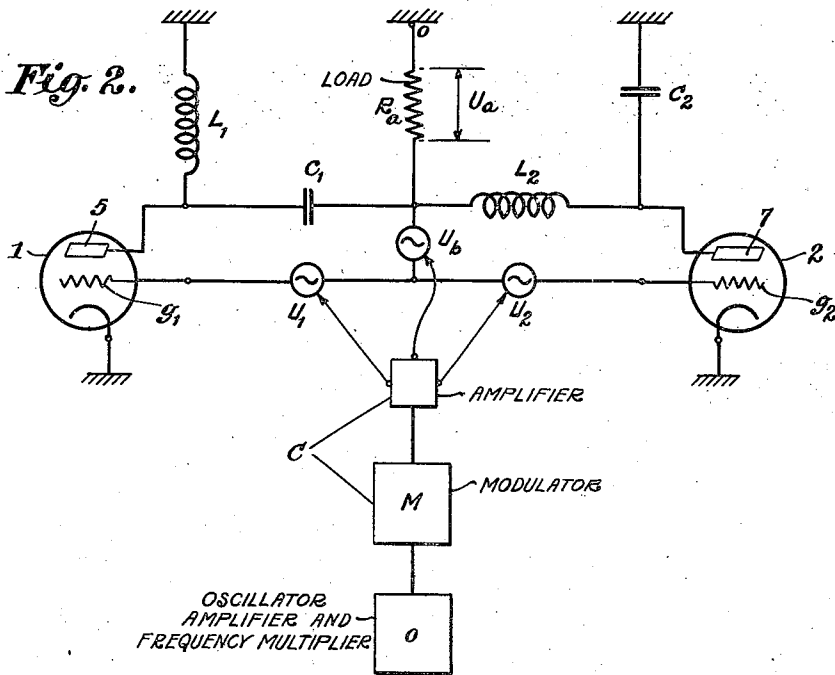 Fig. 2.
o
LOAD
Ra
Ua
C2
L1
C1
L2
5
1
g1
Ub
7
2
g2
U1
U2
AMPLIFIER
C
M
MODULATOR
OSCILLATOR
AMPLIFIER AND
FREQUENCY MULTIPLIER
O